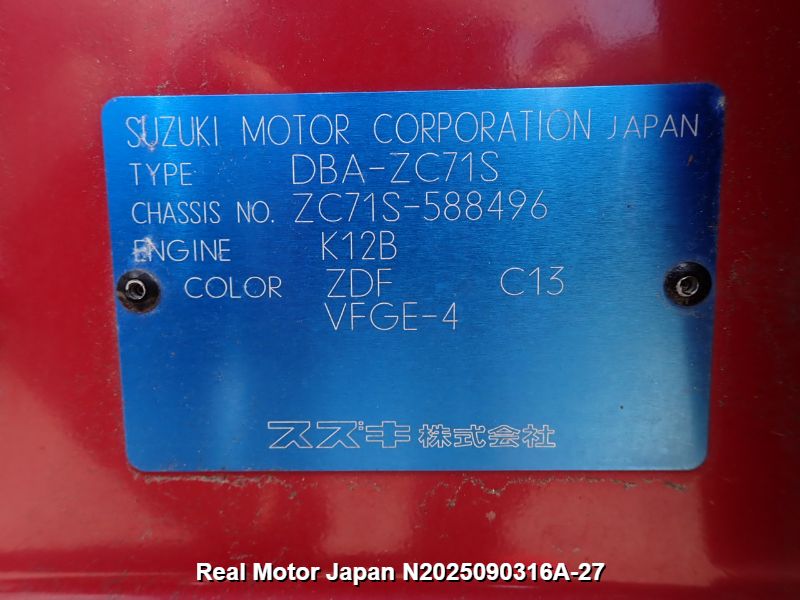 SUZUKI MOTOR CORPORATION JAPAN
TYPE DBA-ZC71S
CHASSIS NO. ZC71S-588496
ENGINE K12B
COLOR ZDF C13
VFGE-4
スズキ株式会社
Real Motor Japan N2025090316A-27